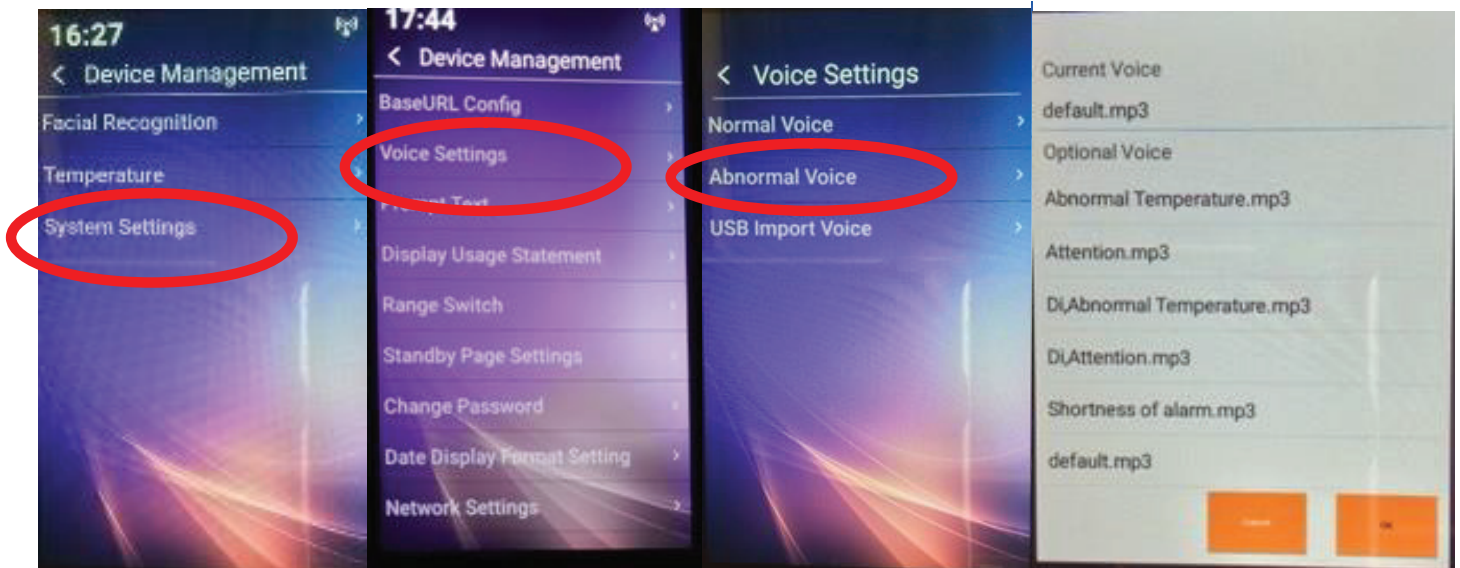 16:27
< Device Management
Facial Recognition >
Temperature >
System Settings >
17:44
< Device Management
BaseURL Config >
Voice Settings >
Prompt Text >
Display Usage Statement >
Range Switch >
Standby Page Settings >
Change Password >
Date Display Format Setting >
Network Settings >
< Voice Settings
Normal Voice >
Abnormal Voice >
USB Import Voice >
Current Voice
default.mp3
Optional Voice
Abnormal Temperature.mp3
Attention.mp3
Di,Abnormal Temperature.mp3
Di,Attention.mp3
Shortness of alarm.mp3
default.mp3
OK